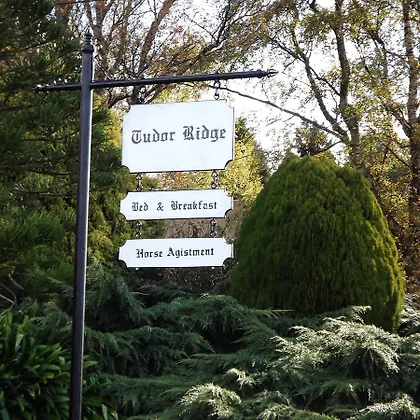 Tudor Ridge
Bed & Breakfast
Horse Agistment